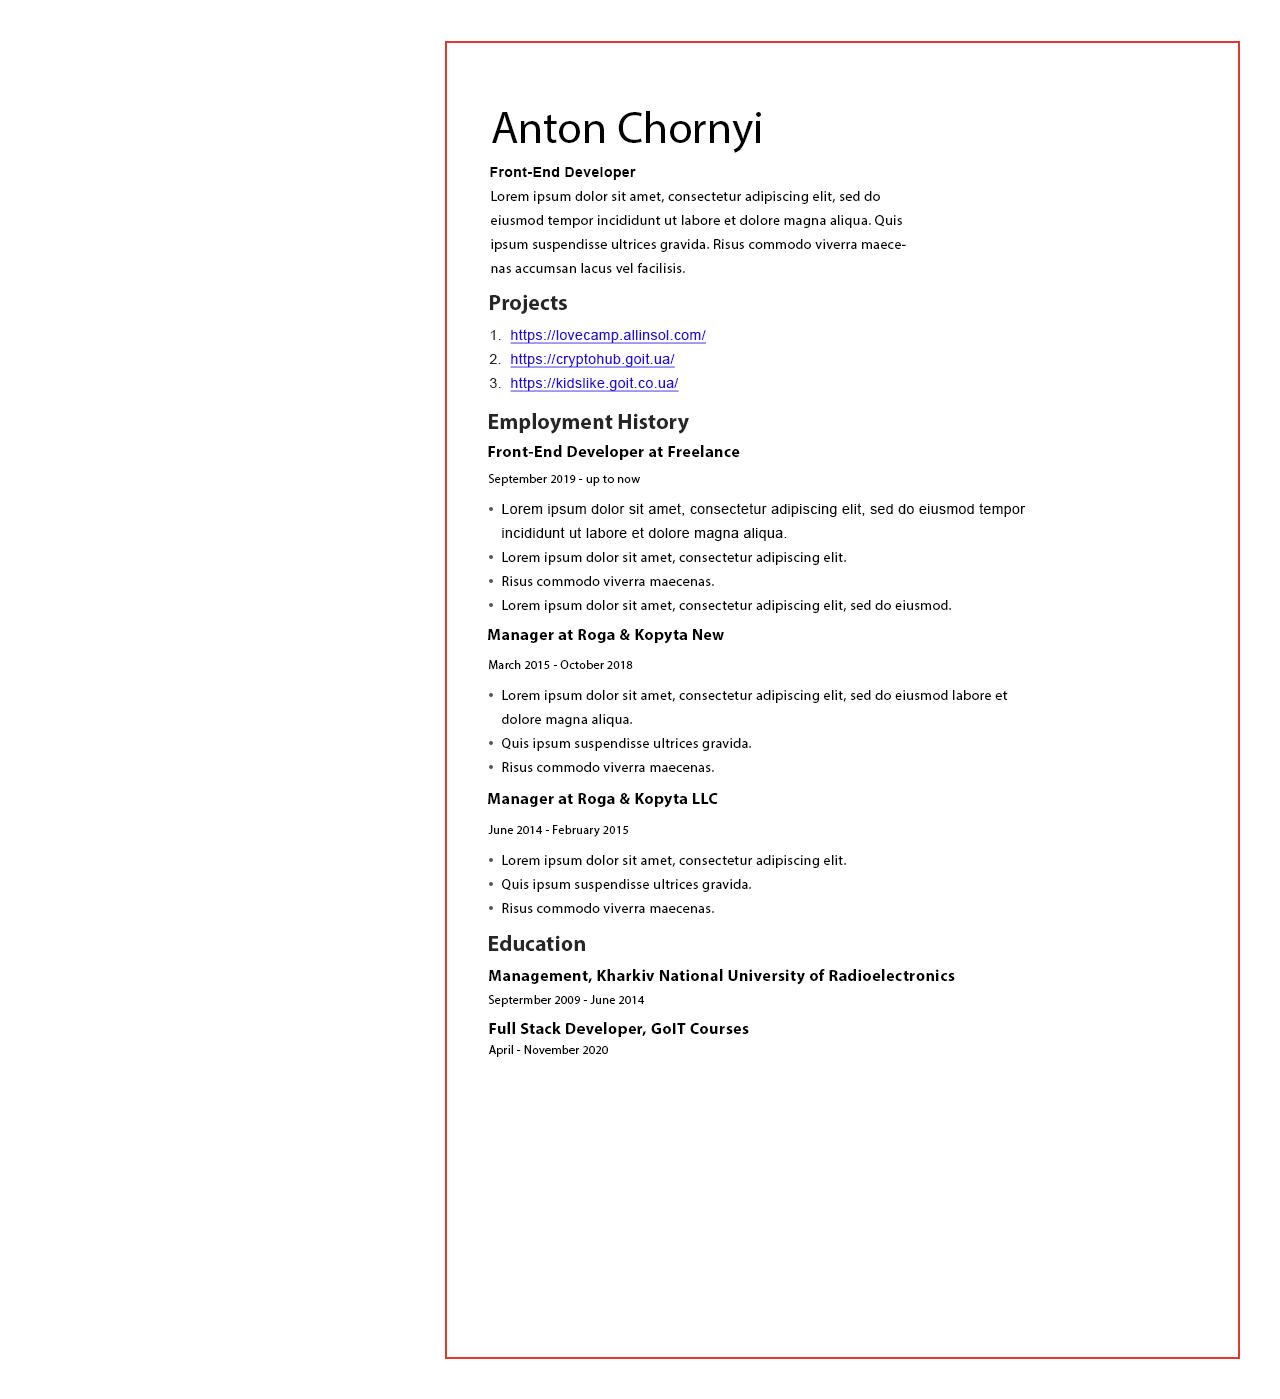 Anton Chornyi
Front-End Developer
Lorem ipsum dolor sit amet, consectetur adipiscing elit, sed do
eiusmod tempor incididunt ut labore et dolore magna aliqua. Quis
ipsum suspendisse ultrices gravida. Risus commodo viverra maece-
nas accumsan lacus vel facilisis.
Projects
1. https://lovecamp.allinsol.com/
2. https://cryptohub.goit.ua/
3. https://kidslike.goit.co.ua/
Employment History
Front-End Developer at Freelance
September 2019 - up to now
• Lorem ipsum dolor sit amet, consectetur adipiscing elit, sed do eiusmod tempor
incididunt ut labore et dolore magna aliqua.
• Lorem ipsum dolor sit amet, consectetur adipiscing elit.
• Risus commodo viverra maecenas.
• Lorem ipsum dolor sit amet, consectetur adipiscing elit, sed do eiusmod.
Manager at Roga & Kopyta New
March 2015 - October 2018
• Lorem ipsum dolor sit amet, consectetur adipiscing elit, sed do eiusmod labore et
dolore magna aliqua.
• Quis ipsum suspendisse ultrices gravida.
• Risus commodo viverra maecenas.
Manager at Roga & Kopyta LLC
June 2014 - February 2015
• Lorem ipsum dolor sit amet, consectetur adipiscing elit.
• Quis ipsum suspendisse ultrices gravida.
• Risus commodo viverra maecenas.
Education
Management, Kharkiv National University of Radioelectronics
Septermber 2009 - June 2014
Full Stack Developer, GoIT Courses
April - November 2020